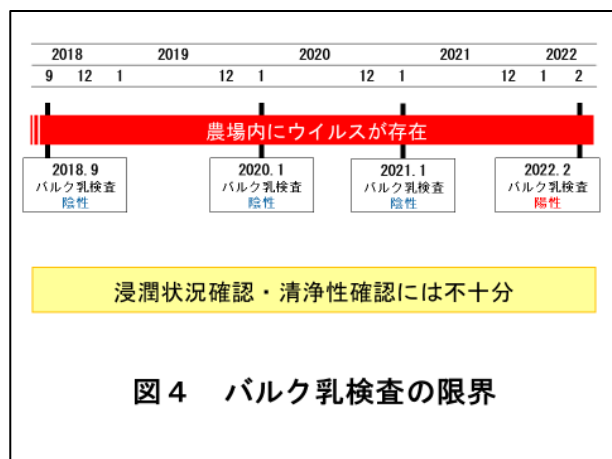 2018 2019 2020 2021 2022
9 12 1 12 1 12 1 12 1 2
農場内にウイルスが存在
2018.9 2020.1 2021.1 2022.2
バルク乳検査 バルク乳検査 バルク乳検査 バルク乳検査
陰性 陰性 陰性 陽性
浸潤状況確認・清浄性確認には不十分
図4 バルク乳検査の限界